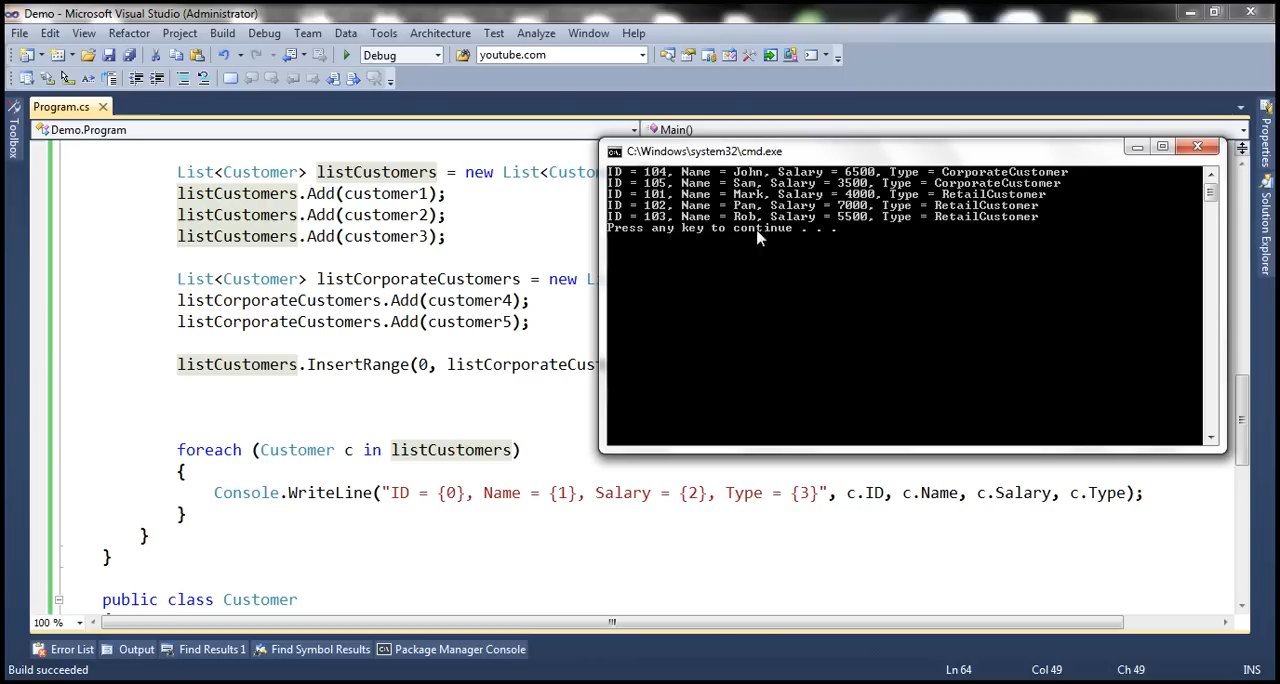 Demo - Microsoft Visual Studio (Administrator)
File Edit View Refactor Project Build Debug Team Data Tools Architecture Test Analyze Window Help
Debug youtube.com
Program.cs
Demo.Program Main()
Toolbox
Properties
Solution Explorer
List<Customer> listCustomers = new List<Custo
listCustomers.Add(customer1);
listCustomers.Add(customer2);
listCustomers.Add(customer3);
List<Customer> listCorporateCustomers = new L
listCorporateCustomers.Add(customer4);
listCorporateCustomers.Add(customer5);
listCustomers.InsertRange(0, listCorporateCus
foreach (Customer c in listCustomers)
{
Console.WriteLine("ID = {0}, Name = {1}, Salary = {2}, Type = {3}", c.ID, c.Name, c.Salary, c.Type);
}
}
}
public class Customer
C:\Windows\system32\cmd.exe
ID = 104, Name = John, Salary = 6500, Type = CorporateCustomer
ID = 105, Name = Sam, Salary = 3500, Type = CorporateCustomer
ID = 101, Name = Mark, Salary = 4000, Type = RetailCustomer
ID = 102, Name = Pam, Salary = 7000, Type = RetailCustomer
ID = 103, Name = Rob, Salary = 5500, Type = RetailCustomer
Press any key to continue . . .
100 %
Error List Output Find Results 1 Find Symbol Results Package Manager Console
Build succeeded Ln 64 Col 49 Ch 49 INS